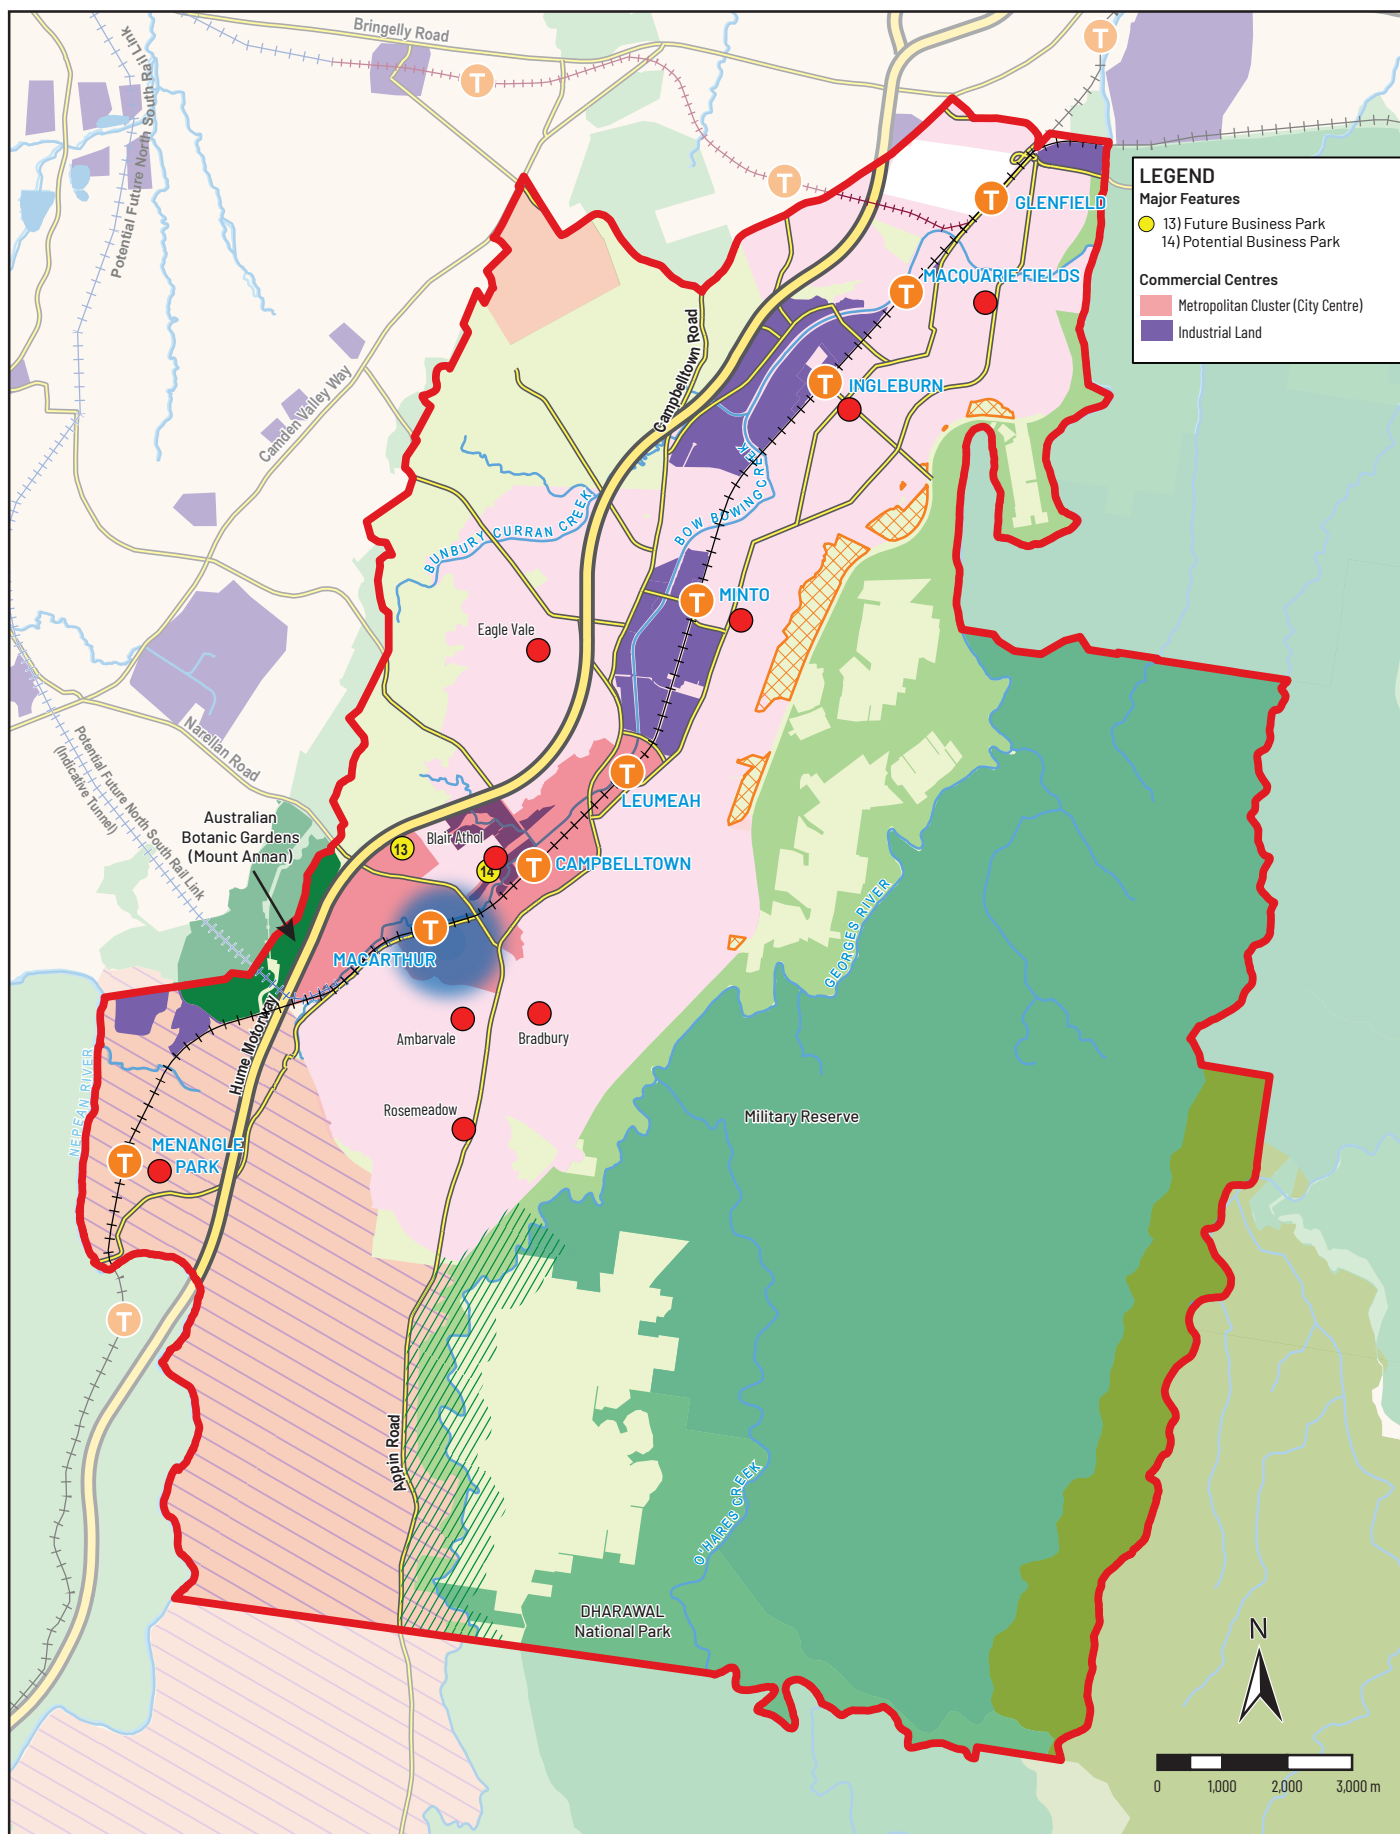 Bringelly Road
Potential Future North South Rail Link
T
T
T
LEGEND
Major Features
13) Future Business Park
14) Potential Business Park
Commercial Centres
Metropolitan Cluster (City Centre)
Industrial Land
T
GLENFIELD
T
MACQUARIE FIELDS
Campbelltown Road
Camden Valley Way
T
INGLEBURN
BUNBURY CURRAN CREEK
BOW BOWING CREEK
T
MINTO
Eagle Vale
Narellan Road
Potential Future North South Rail Link
(Indicative Tunnel)
T
LEUMEAH
Australian
Botanic Gardens
(Mount Annan)
13
Blair Athol
14
T
CAMPBELLTOWN
T
MACARTHUR
GEORGES RIVER
Hume Motorway
Ambarvale
Bradbury
NEPEAN RIVER
Rosemeadow
Military Reserve
T
MENANGLE
PARK
T
Appin Road
O'HARES CREEK
DHARAWAL
National Park
N
0 1,000 2,000 3,000 m